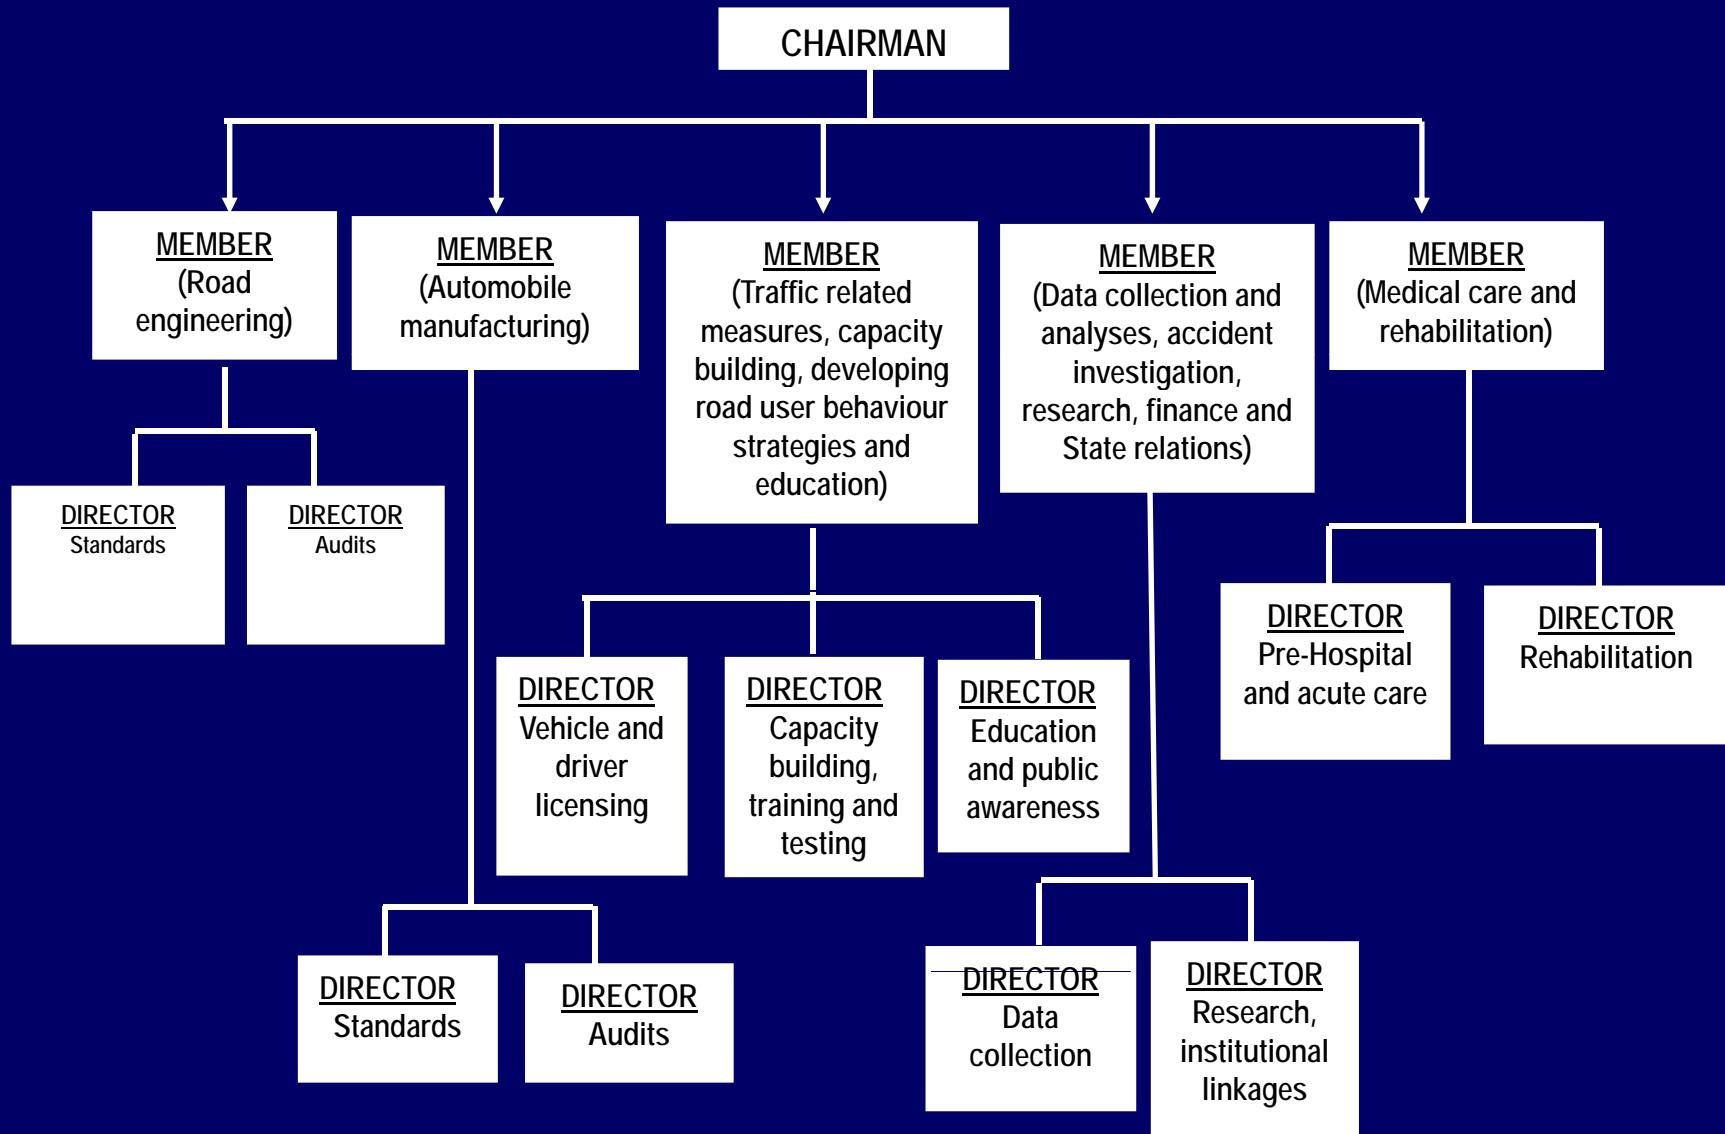 CHAIRMAN
MEMBER
(Road
engineering)
MEMBER
(Automobile
manufacturing)
MEMBER
(Traffic related
measures, capacity
building, developing
road user behaviour
strategies and
education)
MEMBER
(Data collection and
analyses, accident
investigation,
research, finance and
State relations)
MEMBER
(Medical care and
rehabilitation)
DIRECTOR
Standards
DIRECTOR
Audits
DIRECTOR
Standards
DIRECTOR
Audits
DIRECTOR
Vehicle and
driver
licensing
DIRECTOR
Capacity
building,
training and
testing
DIRECTOR
Education
and public
awareness
DIRECTOR
Data
collection
DIRECTOR
Research,
institutional
linkages
DIRECTOR
Pre-Hospital
and acute care
DIRECTOR
Rehabilitation